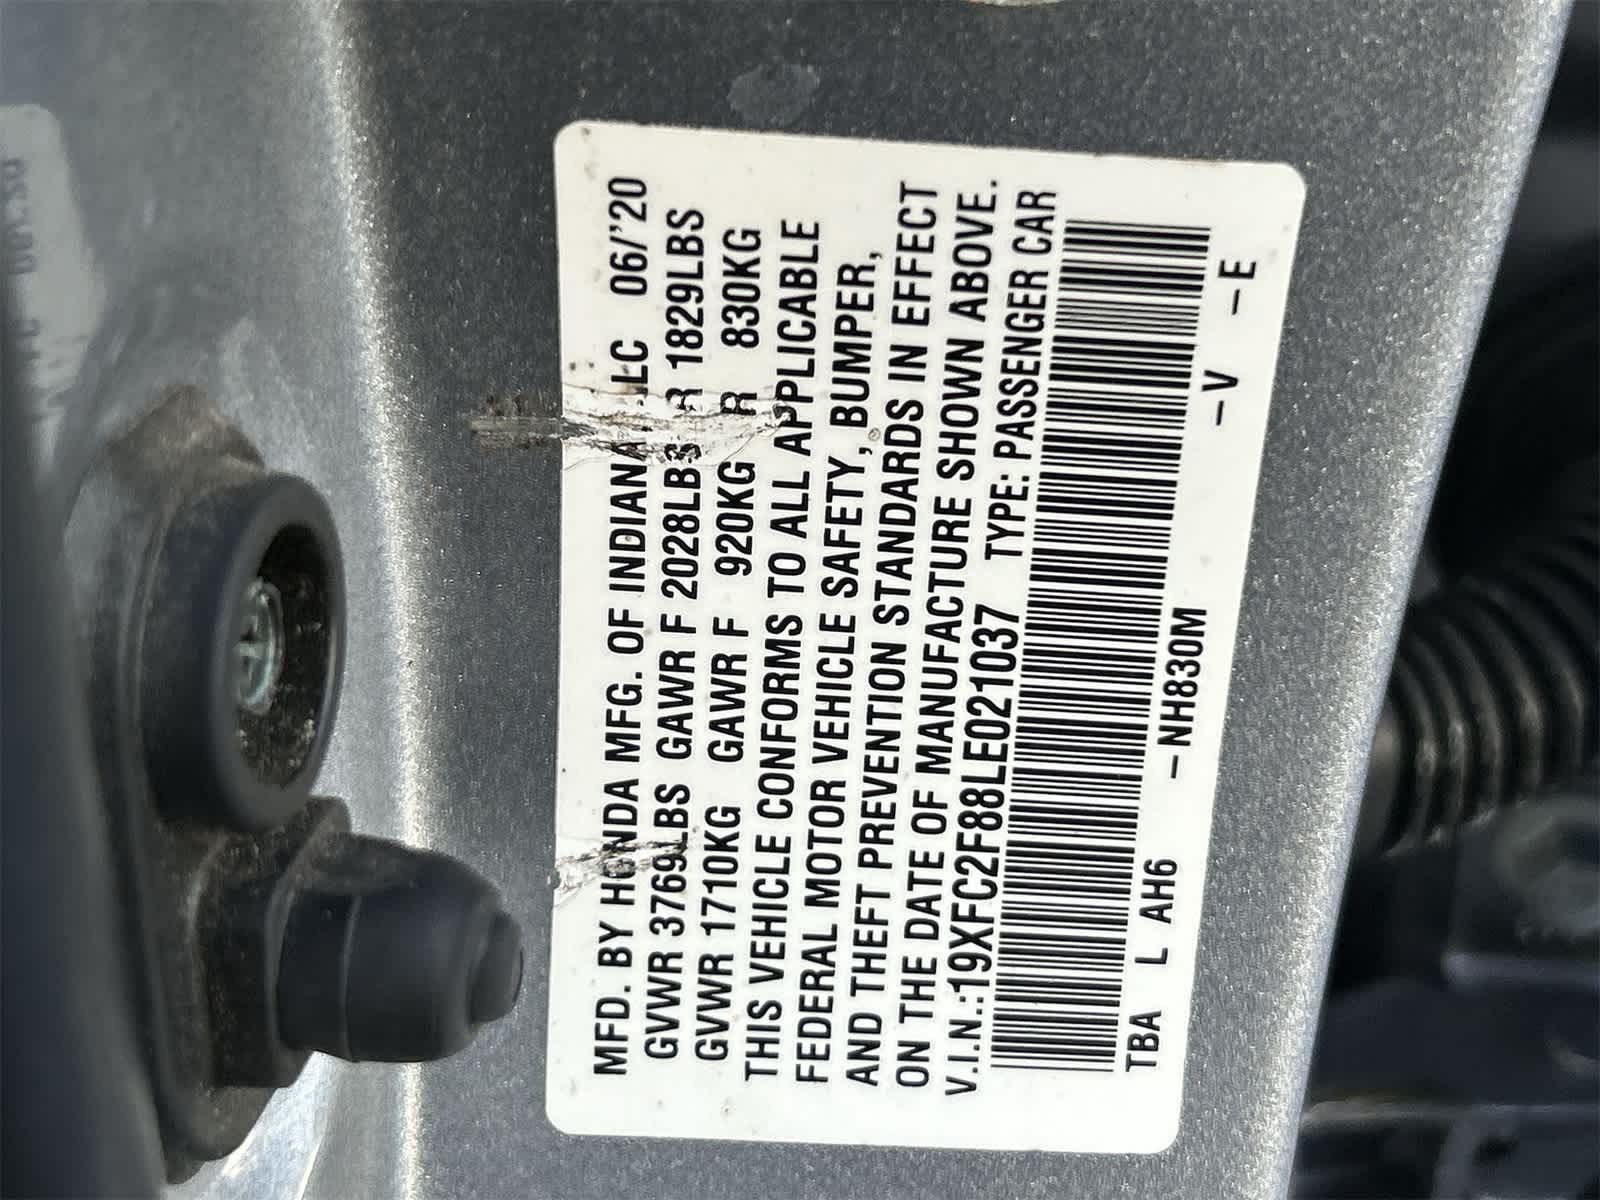 MFD. BY HONDA MFG. OF INDIANA LLC 06/'20
GVWR 3769LBS GAWR F 2028LBS R 1829LBS
GVWR 1710KG GAWR F 920KG R 830KG
THIS VEHICLE CONFORMS TO ALL APPLICABLE
FEDERAL MOTOR VEHICLE SAFETY, BUMPER,
AND THEFT PREVENTION STANDARDS IN EFFECT
ON THE DATE OF MANUFACTURE SHOWN ABOVE.
V.I.N.:19XFC2F88LE021037 TYPE: PASSENGER CAR
TBA L AH6 –NH830M –V –E